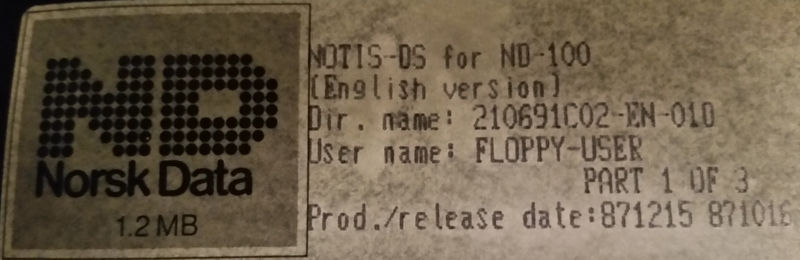 ND
Norsk Data
1.2 MB
NOTIS-DS for ND-100
(English version)
Dir. name: 210691C02-EN-01D
User name: FLOPPY-USER
PART 1 OF 3
Prod./release date:871215 871016